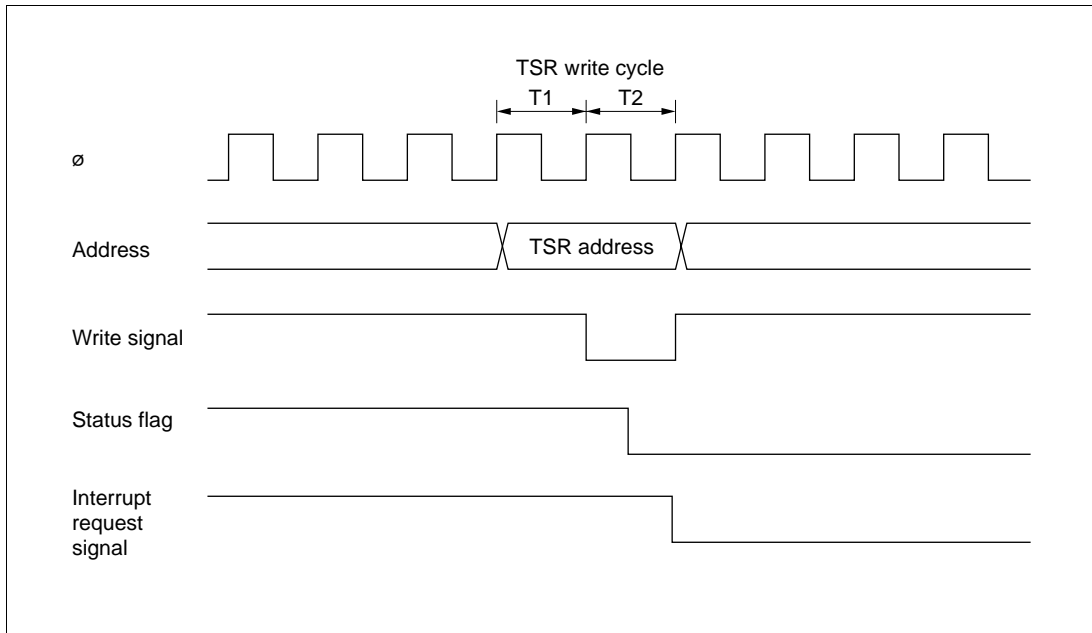 TSR write cycle
T1 T2
ø
Address
TSR address
Write signal
Status flag
Interrupt
request
signal